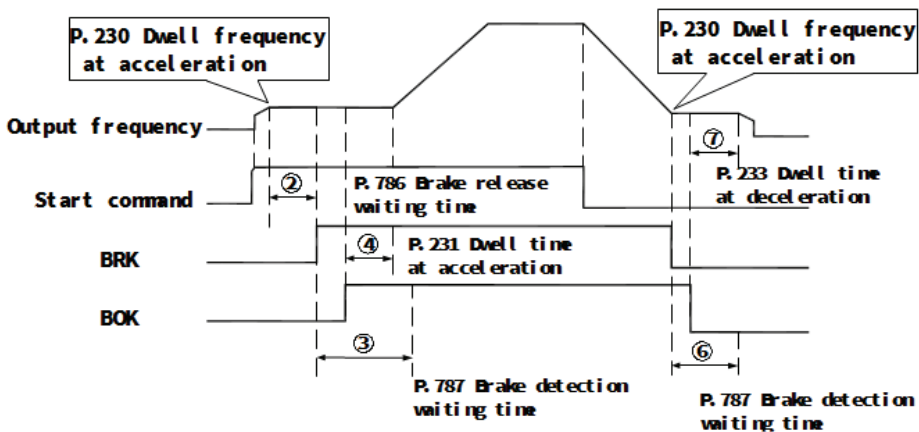 P.230 Dwell frequency
at acceleration
P.230 Dwell frequency
at acceleration
Output frequency
⑦
②
P.786 Brake release
waiting time
P.233 Dwell time
at deceleration
Start command
④
P.231 Dwell time
at acceleration
BRK
BOK
③
⑥
P.787 Brake detection
waiting time
P.787 Brake detection
waiting time